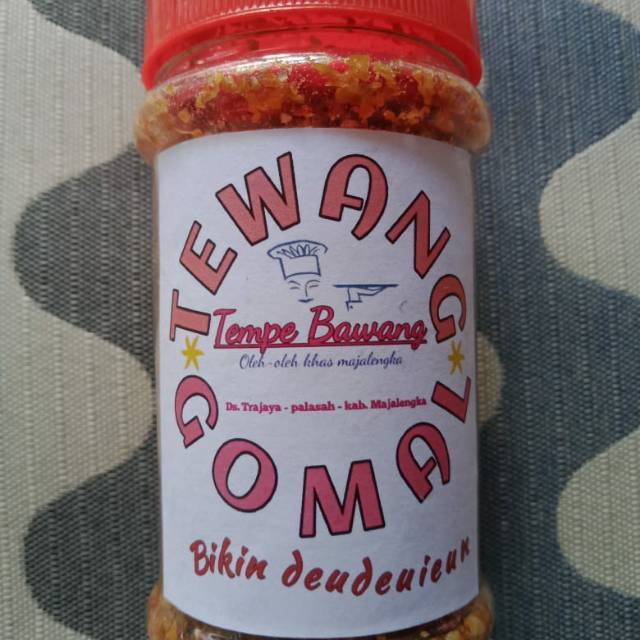 TEWANG
Tempe Bawang
Oleh-oleh khas majalengka
Ds. Trajaya - palasah - kab. Majalengka
GOMAL
Bikin deudeuieun